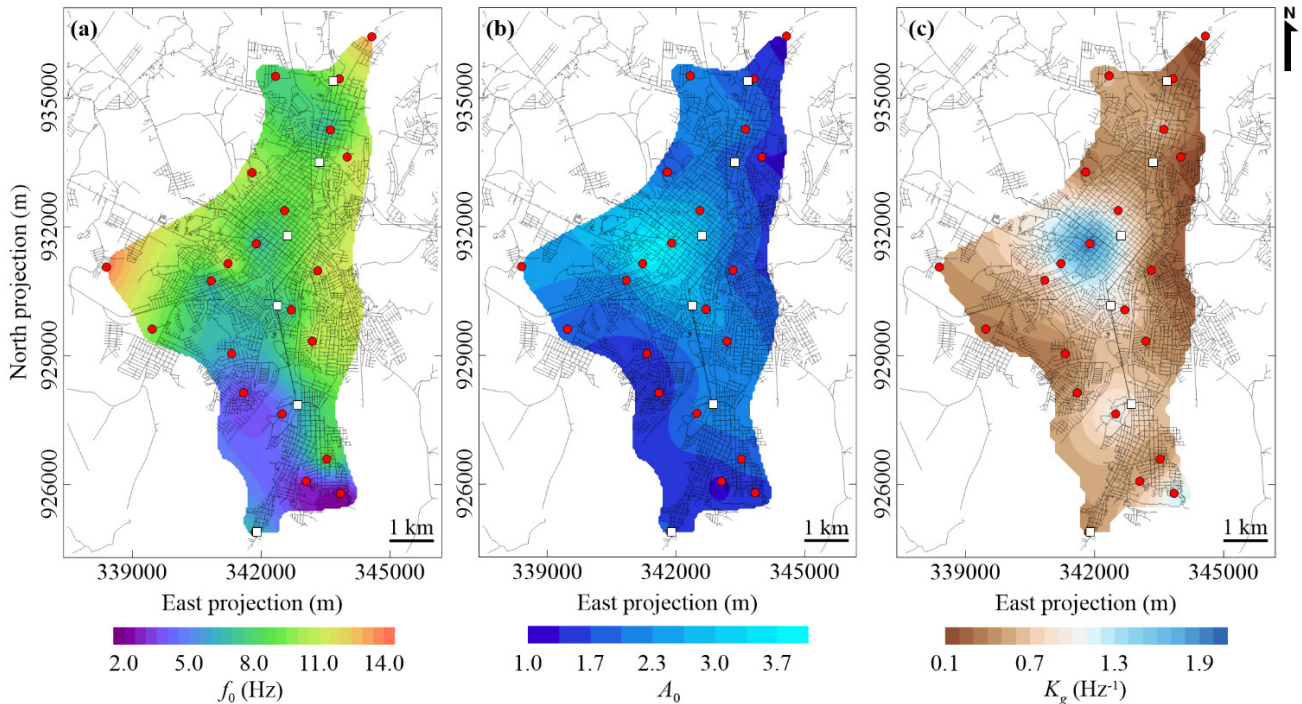 (a) (b) (c) N
935000 935000 935000
932000 932000 932000
North projection (m)
929000 929000 929000
926000 926000 926000
1 km 1 km 1 km
339000 342000 345000 339000 342000 345000 339000 342000 345000
East projection (m) East projection (m) East projection (m)
2.0 5.0 8.0 11.0 14.0 1.0 1.7 2.3 3.0 3.7 0.1 0.7 1.3 1.9
f₀ (Hz) A₀ K_g (Hz⁻¹)